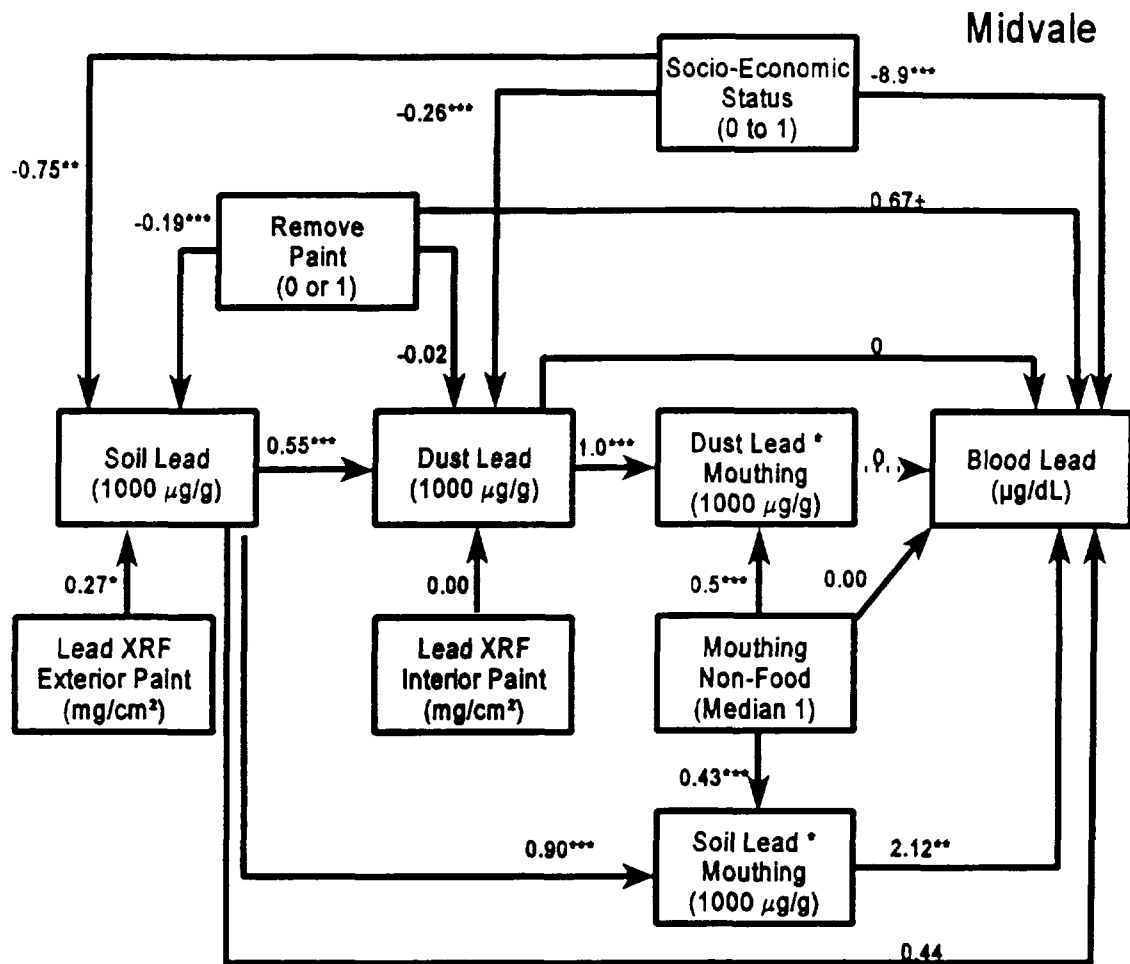 Midvale
Socio-Economic
Status
(0 to 1)
-8.9***
-0.26***
-0.75**
-0.19***
Remove
Paint
(0 or 1)
0.67+
-0.02
0
Soil Lead
(1000 μg/g)
0.55***
Dust Lead
(1000 μg/g)
1.0***
Dust Lead *
Mouthing
(1000 μg/g)
0
Blood Lead
(μg/dL)
0.27*
0.00
0.5***
0.00
Lead XRF
Exterior Paint
(mg/cm²)
Lead XRF
Interior Paint
(mg/cm²)
Mouthing
Non-Food
(Median 1)
0.43***
0.90***
Soil Lead *
Mouthing
(1000 μg/g)
2.12**
0.44